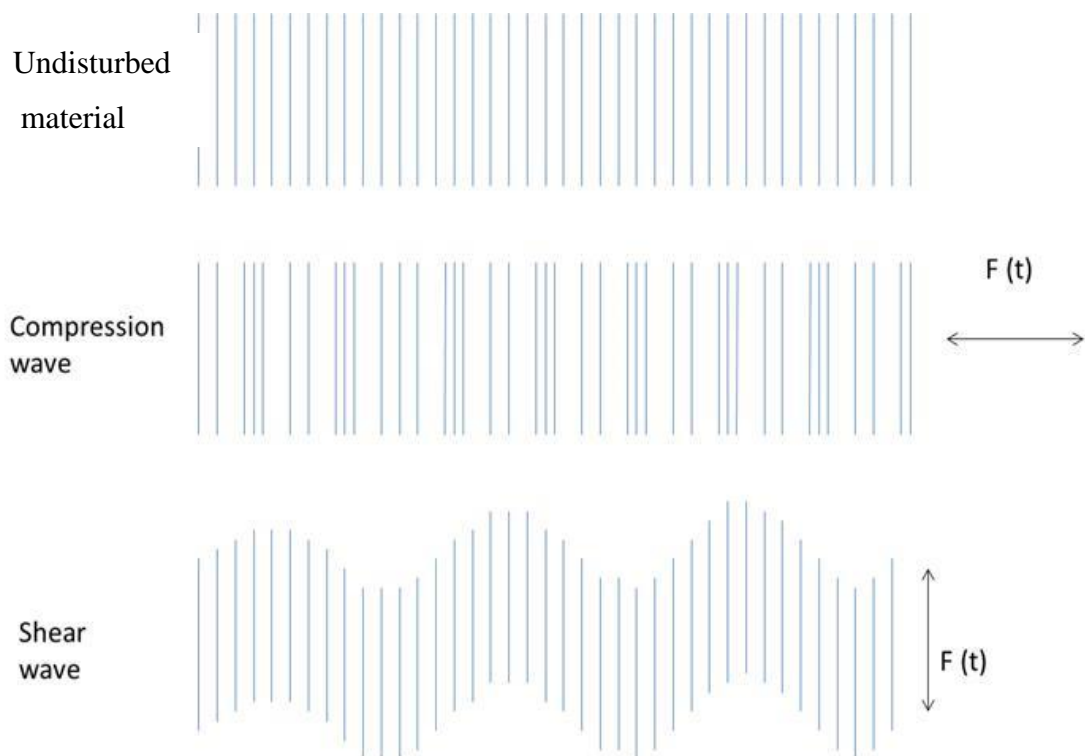 Undisturbed
material
F (t)
Compression
wave
Shear
wave
F (t)